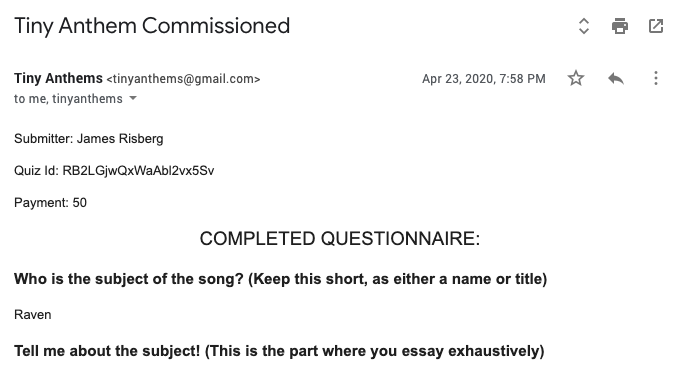 Tiny Anthem Commissioned
Tiny Anthems <tinyanthems@gmail.com>
Apr 23, 2020, 7:58 PM
to me, tinyanthems
Submitter: James Risberg
Quiz Id: RB2LGjwQxWaAbl2vx5Sv
Payment: 50
COMPLETED QUESTIONNAIRE:
Who is the subject of the song? (Keep this short, as either a name or title)
Raven
Tell me about the subject! (This is the part where you essay exhaustively)